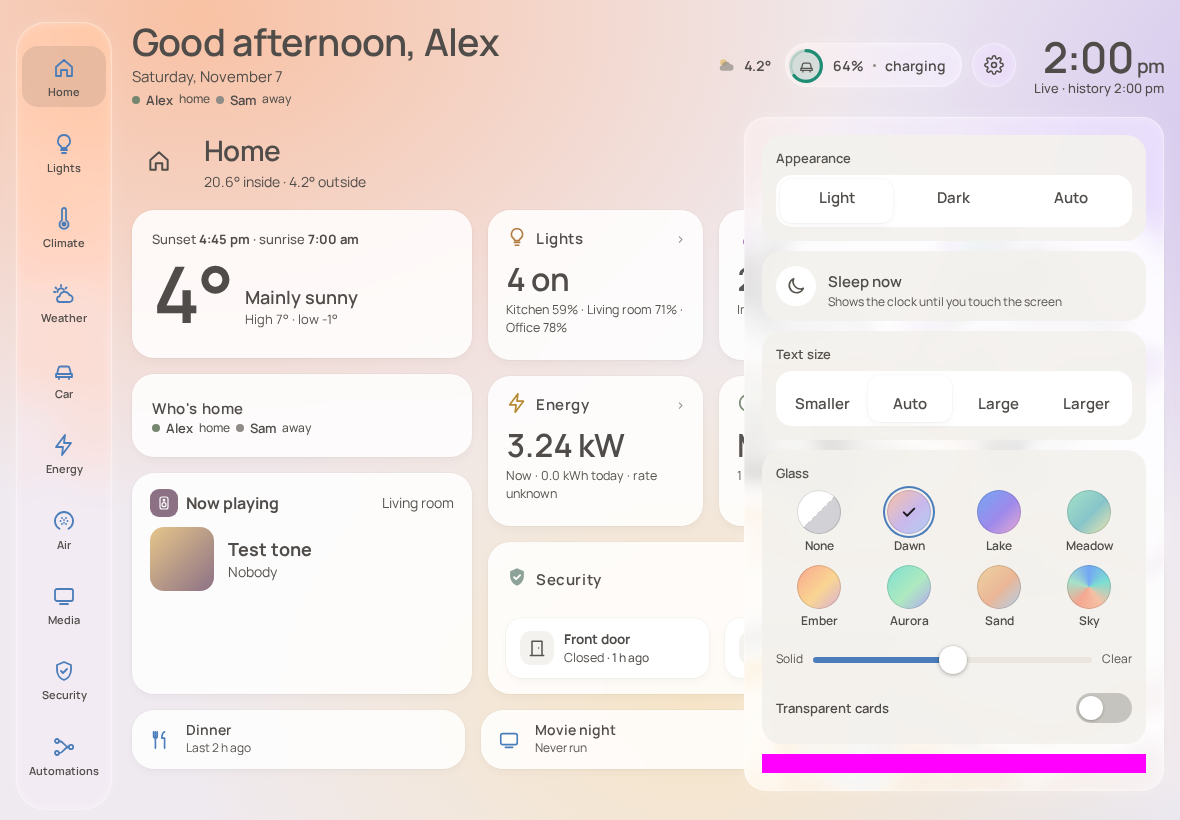 Good afternoon, Alex
Saturday, November 7
Alex home Sam away
4.2°
64% • charging
2:00 pm
Live · history 2:00 pm
Home
Lights
Climate
Weather
Car
Energy
Air
Media
Security
Automations
Home
20.6° inside · 4.2° outside
Sunset 4:45 pm · sunrise 7:00 am
4°
Mainly sunny
High 7° · low -1°
Who's home
Alex home Sam away
Now playing
Living room
Test tone
Nobody
Lights
4 on
Kitchen 59% · Living room 71% ·
Office 78%
Energy
3.24 kW
Now · 0.0 kWh today · rate
unknown
Security
Front door
Closed · 1 h ago
Dinner
Last 2 h ago
Movie night
Never run
Appearance
Light Dark Auto
Sleep now
Shows the clock until you touch the screen
Text size
Smaller Auto Large Larger
Glass
None Dawn Lake Meadow
Ember Aurora Sand Sky
Solid Clear
Transparent cards